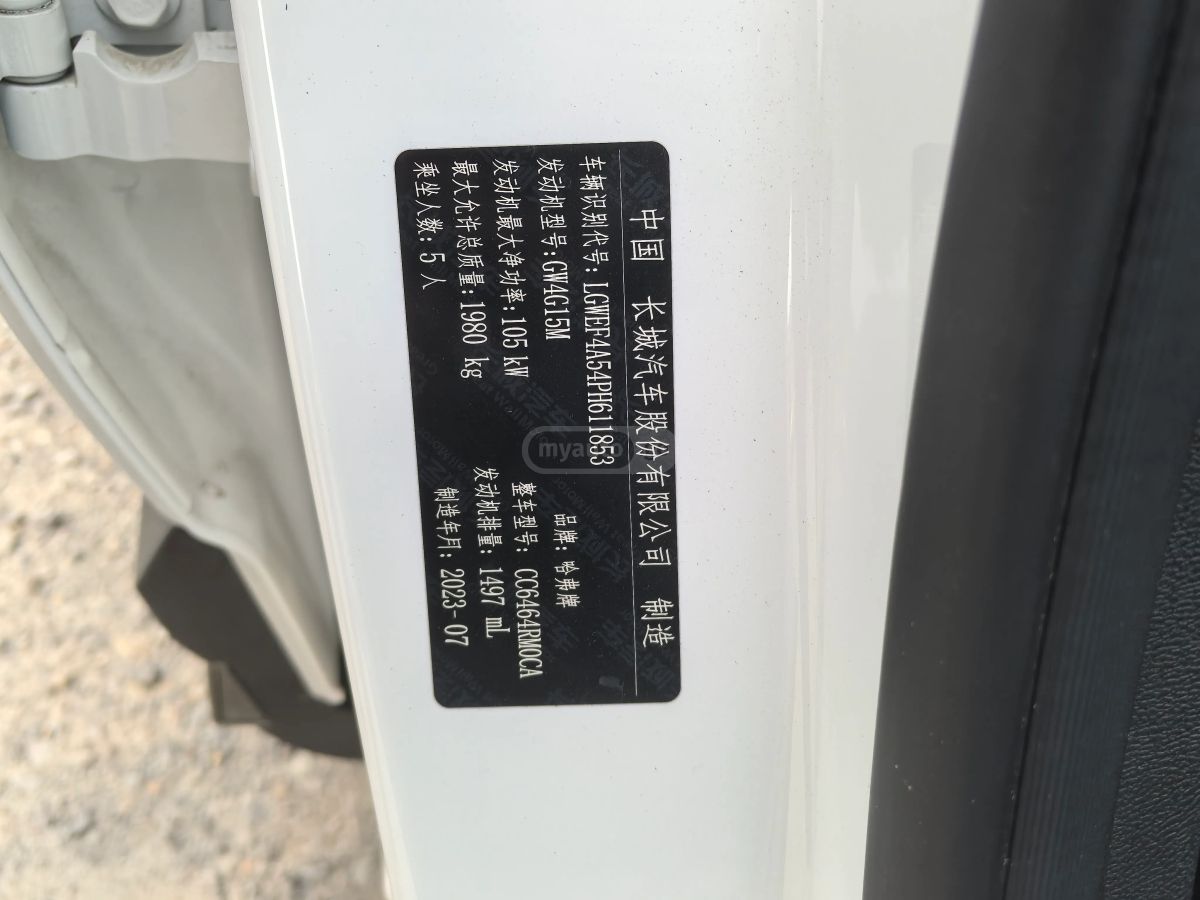 中国 长城汽车股份有限公司 制造
车辆识别代号: LGWEF4A54PH611853 品牌: 哈弗牌
发动机型号: GW4G15M 整车型号: CC6464RM0CA
发动机最大净功率: 105 kW 发动机排量: 1497 mL
最大允许总质量: 1980 kg 制造年月: 2023-07
乘坐人数: 5 人
myauto